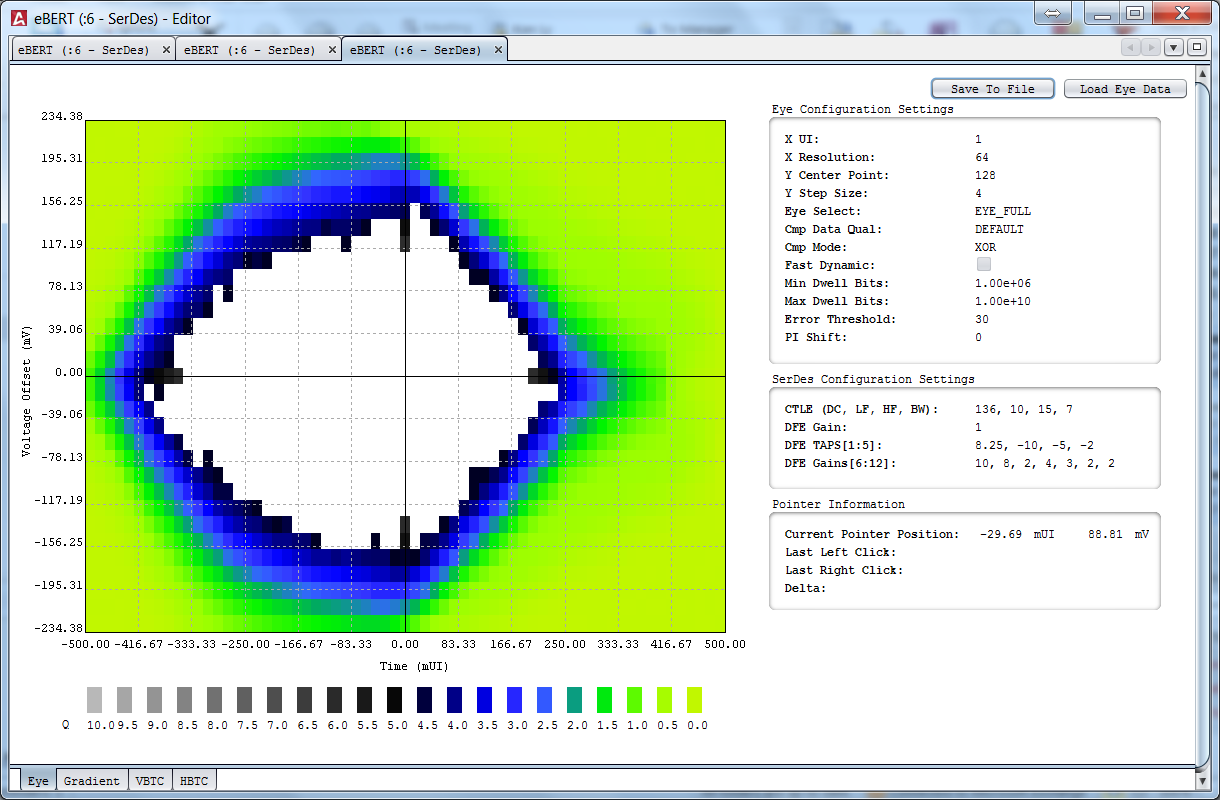 eBERT (:6 - SerDes) - Editor
eBERT (:6 - SerDes) eBERT (:6 - SerDes) eBERT (:6 - SerDes)
Save To File Load Eye Data
Eye Configuration Settings
X UI: 1
X Resolution: 64
Y Center Point: 128
Y Step Size: 4
Eye Select: EYE_FULL
Cmp Data Qual: DEFAULT
Cmp Mode: XOR
Fast Dynamic:
Min Dwell Bits: 1.00e+06
Max Dwell Bits: 1.00e+10
Error Threshold: 30
PI Shift: 0
SerDes Configuration Settings
CTLE (DC, LF, HF, BW): 136, 10, 15, 7
DFE Gain: 1
DFE TAPS[1:5]: 8.25, -10, -5, -2
DFE Gains[6:12]: 10, 8, 2, 4, 3, 2, 2
Pointer Information
Current Pointer Position: -29.69 mUI 88.81 mV
Last Left Click:
Last Right Click:
Delta:
Voltage Offset (mV)
234.38
195.31
156.25
117.19
78.13
39.06
0.00
-39.06
-78.13
-117.19
-156.25
-195.31
-234.38
-500.00 -416.67 -333.33 -250.00 -166.67 -83.33 0.00 83.33 166.67 250.00 333.33 416.67 500.00
Time (mUI)
Q 10.0 9.5 9.0 8.5 8.0 7.5 7.0 6.5 6.0 5.5 5.0 4.5 4.0 3.5 3.0 2.5 2.0 1.5 1.0 0.5 0.0
Eye Gradient VBTC HBTC